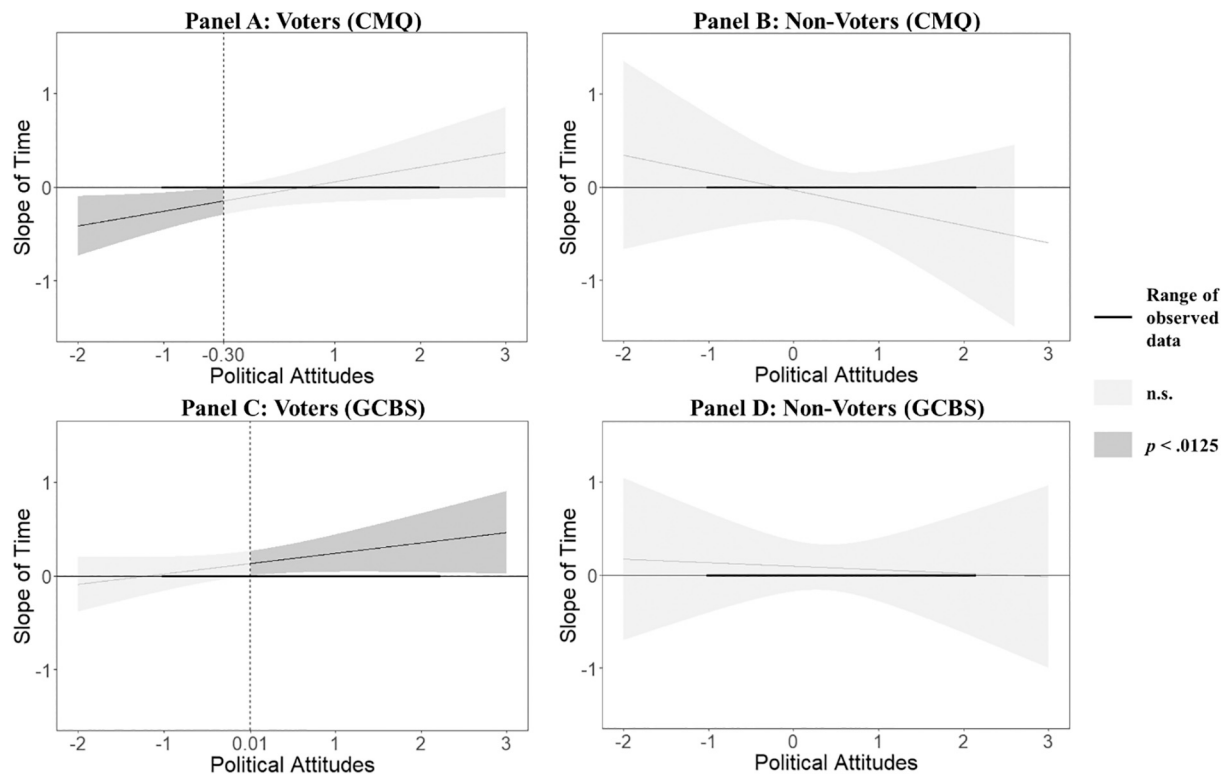 Panel A: Voters (CMQ)
Slope of Time
1
0
-1
-2
-1
-0.30
1
2
3
Political Attitudes
Panel B: Non-Voters (CMQ)
Slope of Time
1
0
-1
-2
-1
0
1
2
3
Political Attitudes
Panel C: Voters (GCBS)
Slope of Time
1
0
-1
-2
-1
0.01
1
2
3
Political Attitudes
Panel D: Non-Voters (GCBS)
Slope of Time
1
0
-1
-2
-1
0
1
2
3
Political Attitudes
Range of
observed
data
n.s.
p < .0125